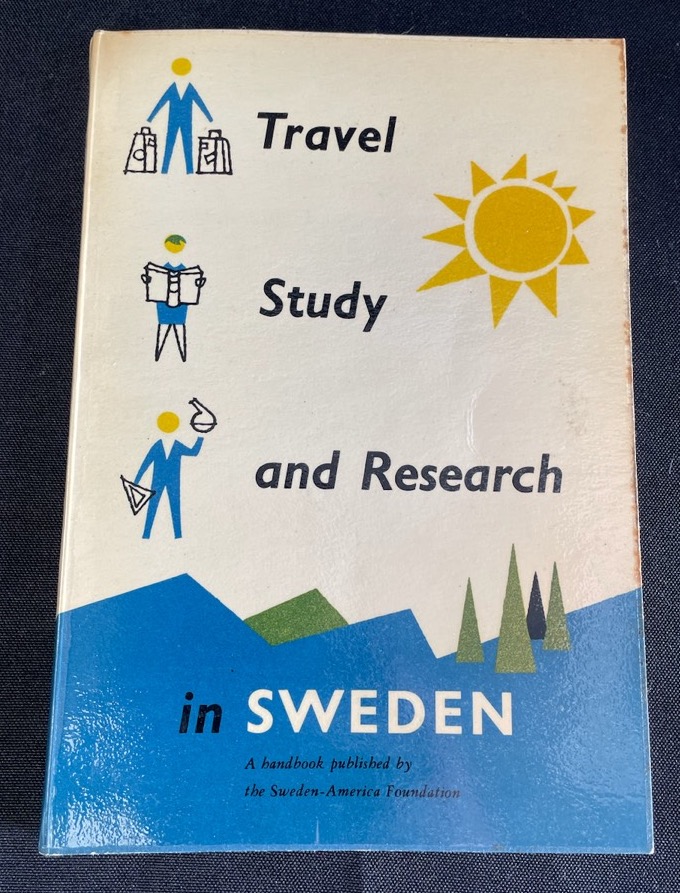 Travel
Study
and Research
in SWEDEN
A handbook published by
the Sweden-America Foundation